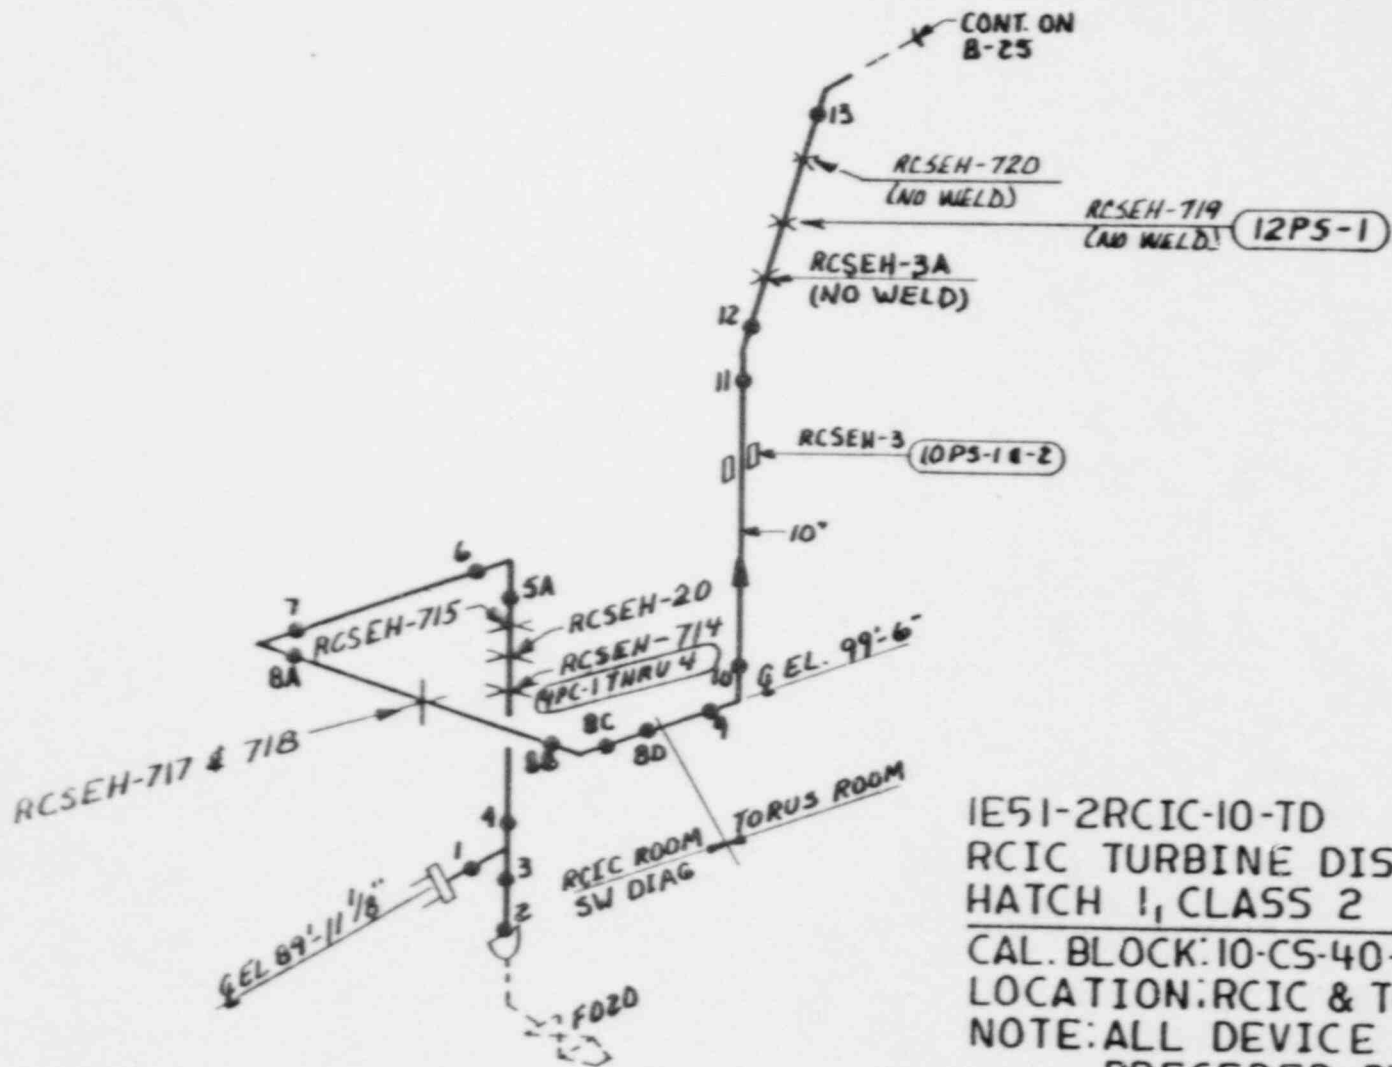 CONT. ON
B-25
13
RCSEH-720
(NO WELD)
RCSEH-719
(NO WELD)
12PS-1
RCSEH-3A
(NO WELD)
12
11
RCSEH-3
10PS-1 & -2
10"
6
5A
7
RCSEH-715
RCSEH-20
RCSEH-714
4PC-1 THRU 4
8A
10
℄ EL. 99'-6"
9
8C
8B
8D
RCSEH-717 & 718
4
TORUS ROOM
RCIC ROOM
SW DIAG
1
3
2
℄ EL 89'-11 1/8"
F020
1E51-2RCIC-10-TD
RCIC TURBINE DIS
HATCH 1, CLASS 2
CAL. BLOCK: 10-CS-40-
LOCATION: RCIC & T
NOTE: ALL DEVICE